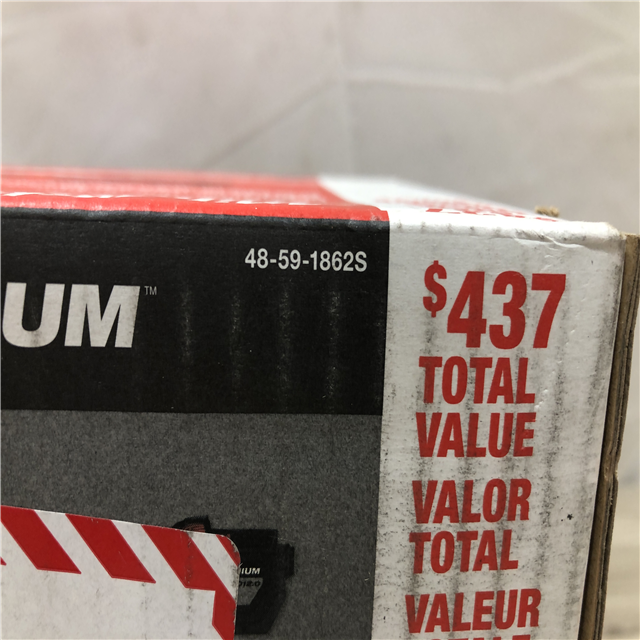 48-59-1862S
UM™
$437
TOTAL
VALUE
VALOR
TOTAL
VALEUR